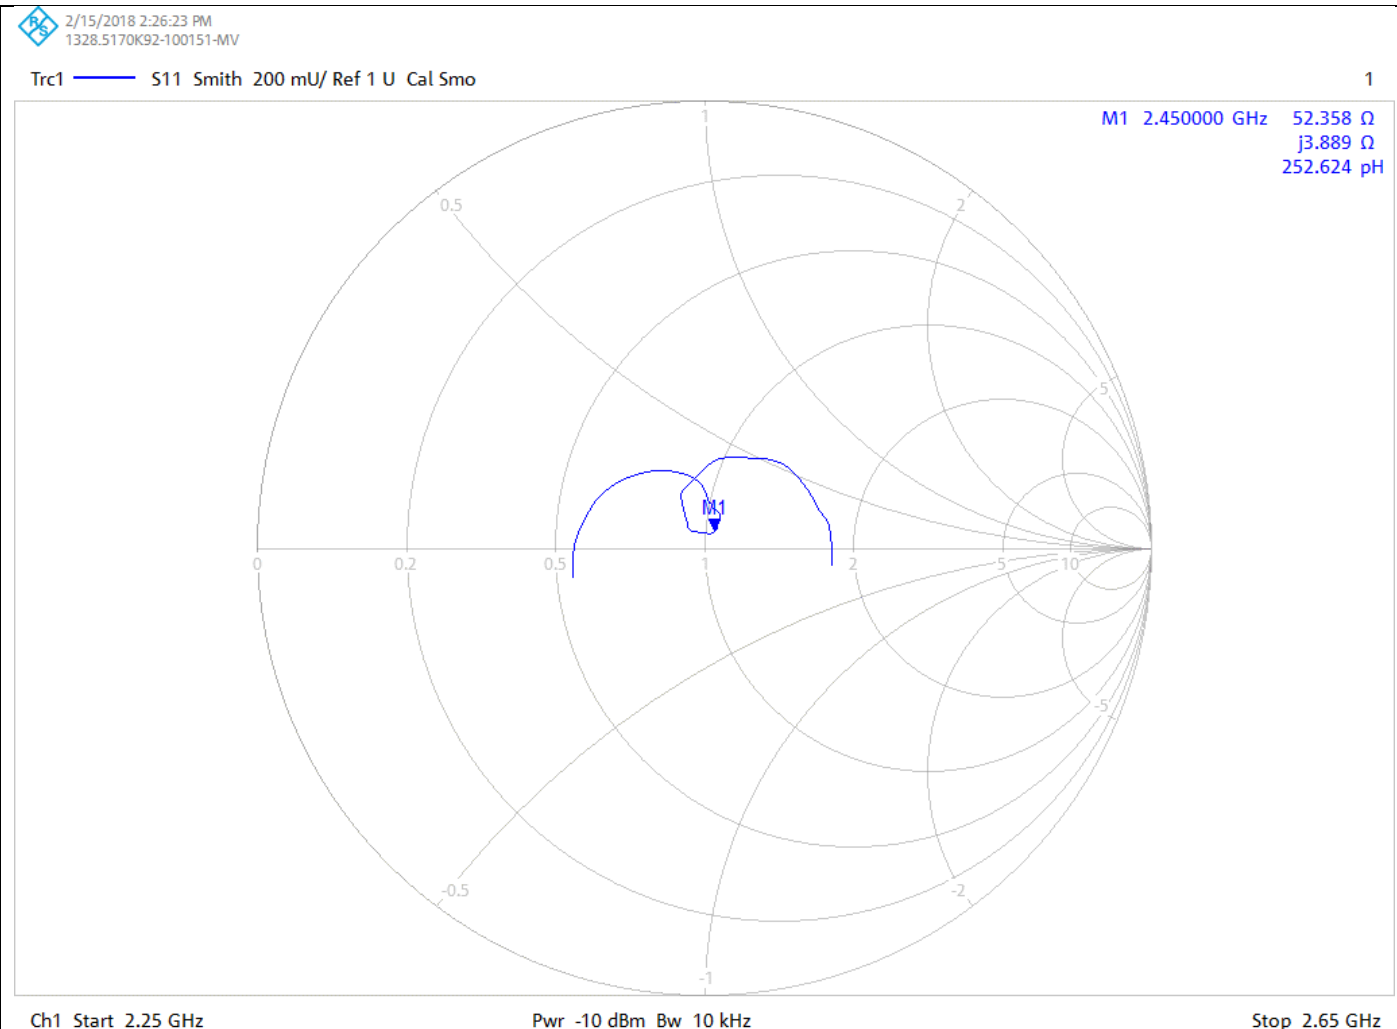 R&S
2/15/2018 2:26:23 PM
1328.5170K92-100151-MV
Trc1 S11 Smith 200 mU/ Ref 1 U Cal Smo 1
M1 2.450000 GHz 52.358 Ω
j3.889 Ω
252.624 pH
1
0.5 2
5
M1
0 0.2 0.5 1 2 5 10
-5
-0.5 -2
-1
Ch1 Start 2.25 GHz Pwr -10 dBm Bw 10 kHz Stop 2.65 GHz